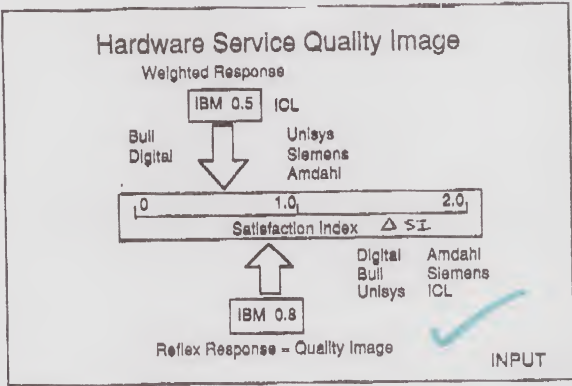 Hardware Service Quality Image
Weighted Response
IBM 0.5 ICL
Bull Unisys
Digital Siemens
Amdahl
0 1.0 2.0
Satisfaction Index Δ SI
Digital Amdahl
Bull Siemens
Unisys ICL
IBM 0.8
Reflex Response = Quality Image
INPUT